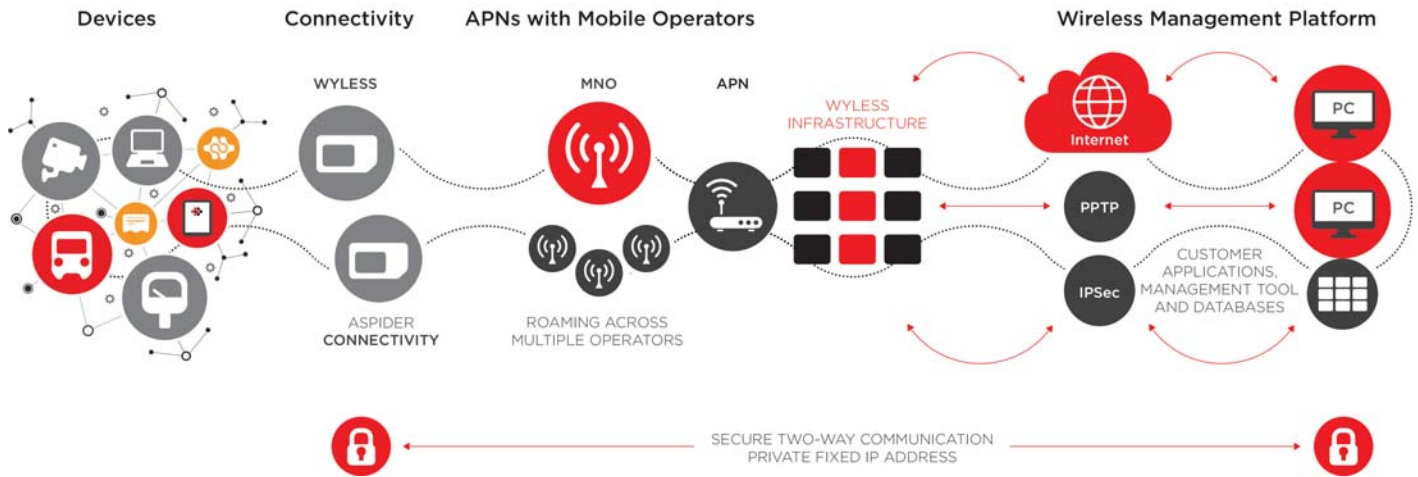 Devices
Connectivity
APNs with Mobile Operators
Wireless Management Platform
WYLESS
MNO
APN
WYLESS
INFRASTRUCTURE
Internet
PC
PPTP
PC
IPSec
CUSTOMER
APPLICATIONS,
MANAGEMENT TOOL
AND DATABASES
ASPIDER
CONNECTIVITY
ROAMING ACROSS
MULTIPLE OPERATORS
SECURE TWO-WAY COMMUNICATION
PRIVATE FIXED IP ADDRESS